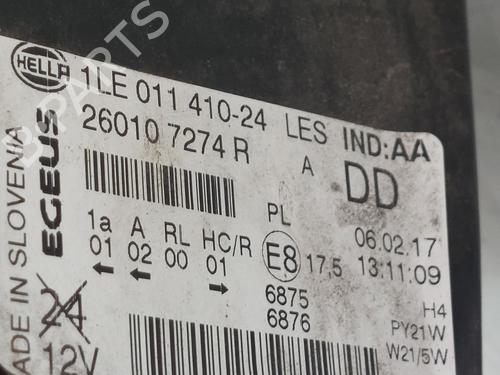 B-PARTS
HELLA
1LE 011 410-24 LES IND:AA
260107274R A DD
MADE IN SLOVENIA
EGEUS
PL
1a A RL HC/R
01 02 00 01
E8 17,5
06.02.17
13:11:09
6875
6876
24
12V
H4
PY21W
W21/5W